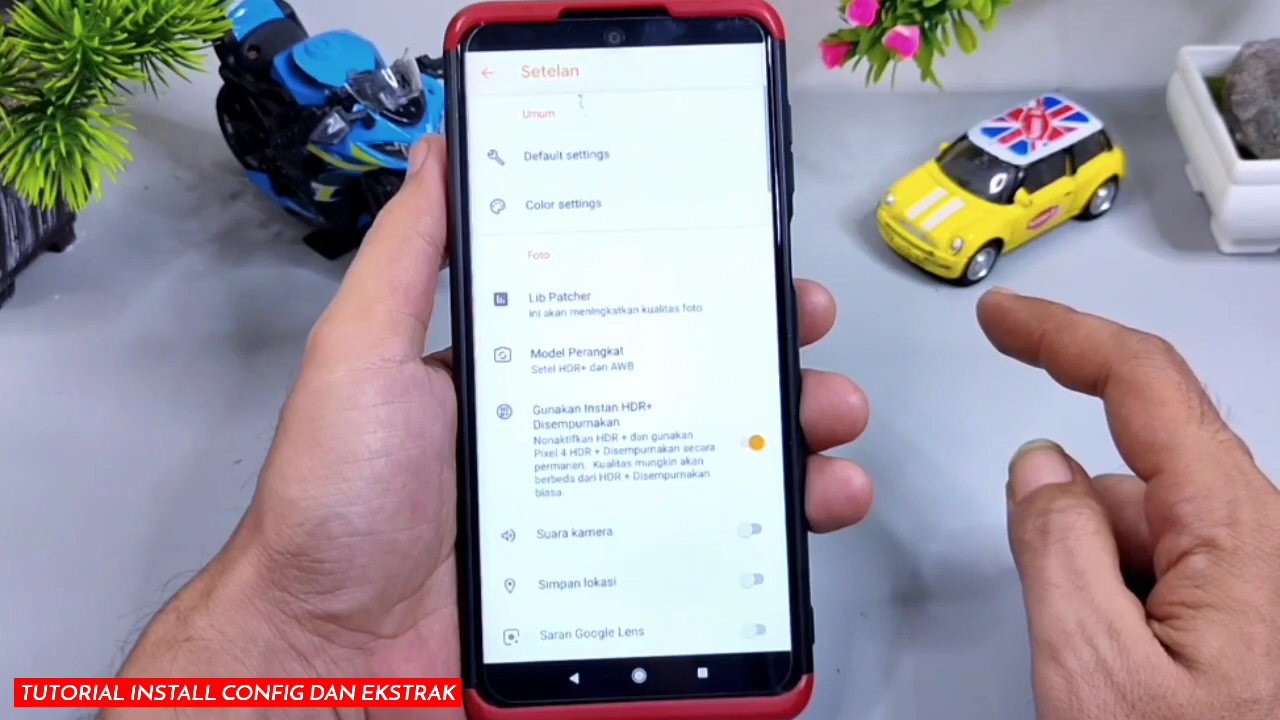 Setelan
Umum
Default settings
Color settings
Foto
Lib Patcher
ini akan meningkatkan kualitas foto
Model Perangkat
Setel HDR+ dan AWB
Gunakan Instan HDR+
Disempurnakan
Nonaktifkan HDR + dan gunakan
Pixel 4 HDR + Disempurnakan secara
permanen. Kualitas mungkin akan
berbeda dari HDR + Disempurnakan
biasa.
Suara kamera
Simpan lokasi
Saran Google Lens
TUTORIAL INSTALL CONFIG DAN EKSTRAK